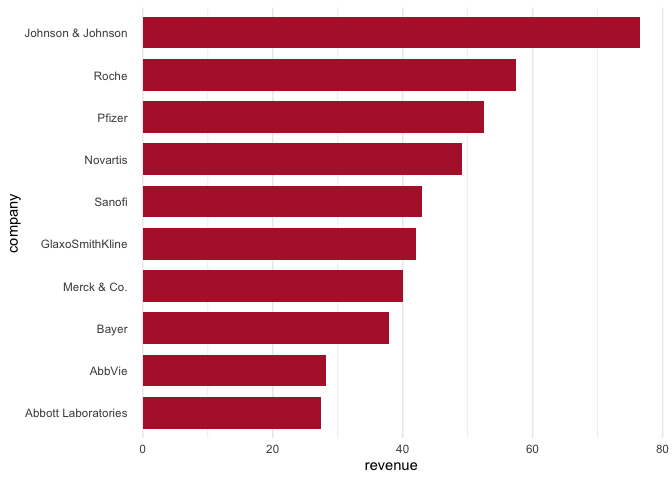 Johnson & Johnson
Roche
Pfizer
Novartis
Sanofi
GlaxoSmithKline
Merck & Co.
Bayer
AbbVie
Abbott Laboratories
company
0 20 40 60 80
revenue